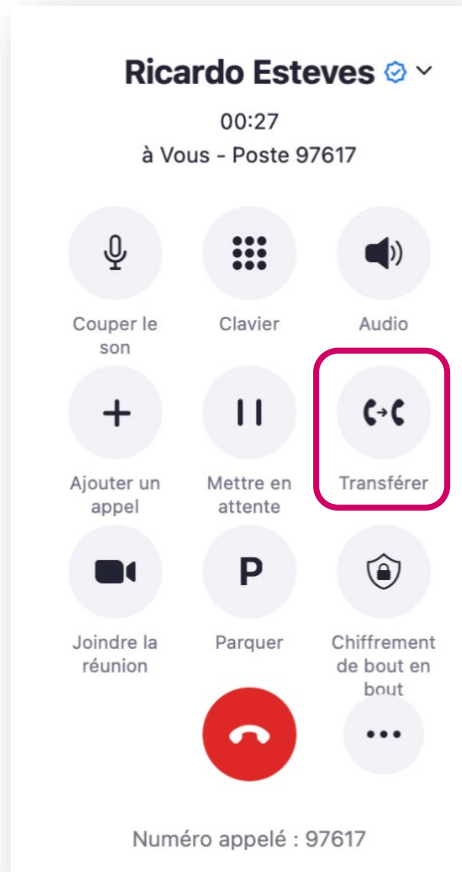 Ricardo Esteves
00:27
à Vous - Poste 97617
Couper le son
Clavier
Audio
Ajouter un appel
Mettre en attente
Transférer
Joindre la réunion
P
Parquer
Chiffrement de bout en bout
Numéro appelé : 97617